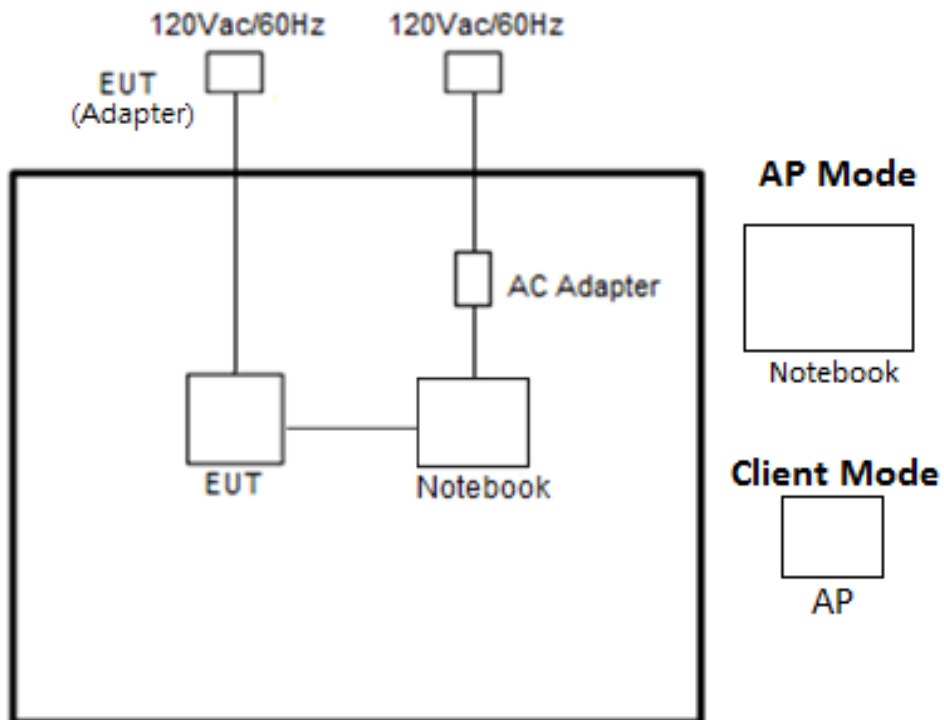 120Vac/60Hz
120Vac/60Hz
EUT
(Adapter)
AP Mode
AC Adapter
Notebook
EUT
Notebook
Client Mode
AP